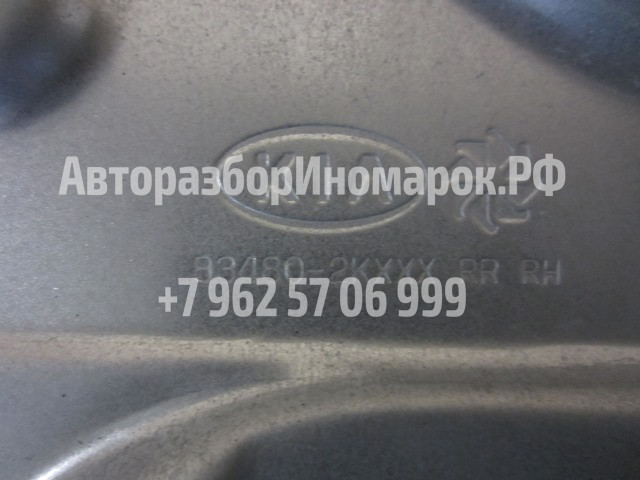 KIA
АвторазборИномарок.РФ
83480-2KXXX RR RH
+7 962 57 06 999